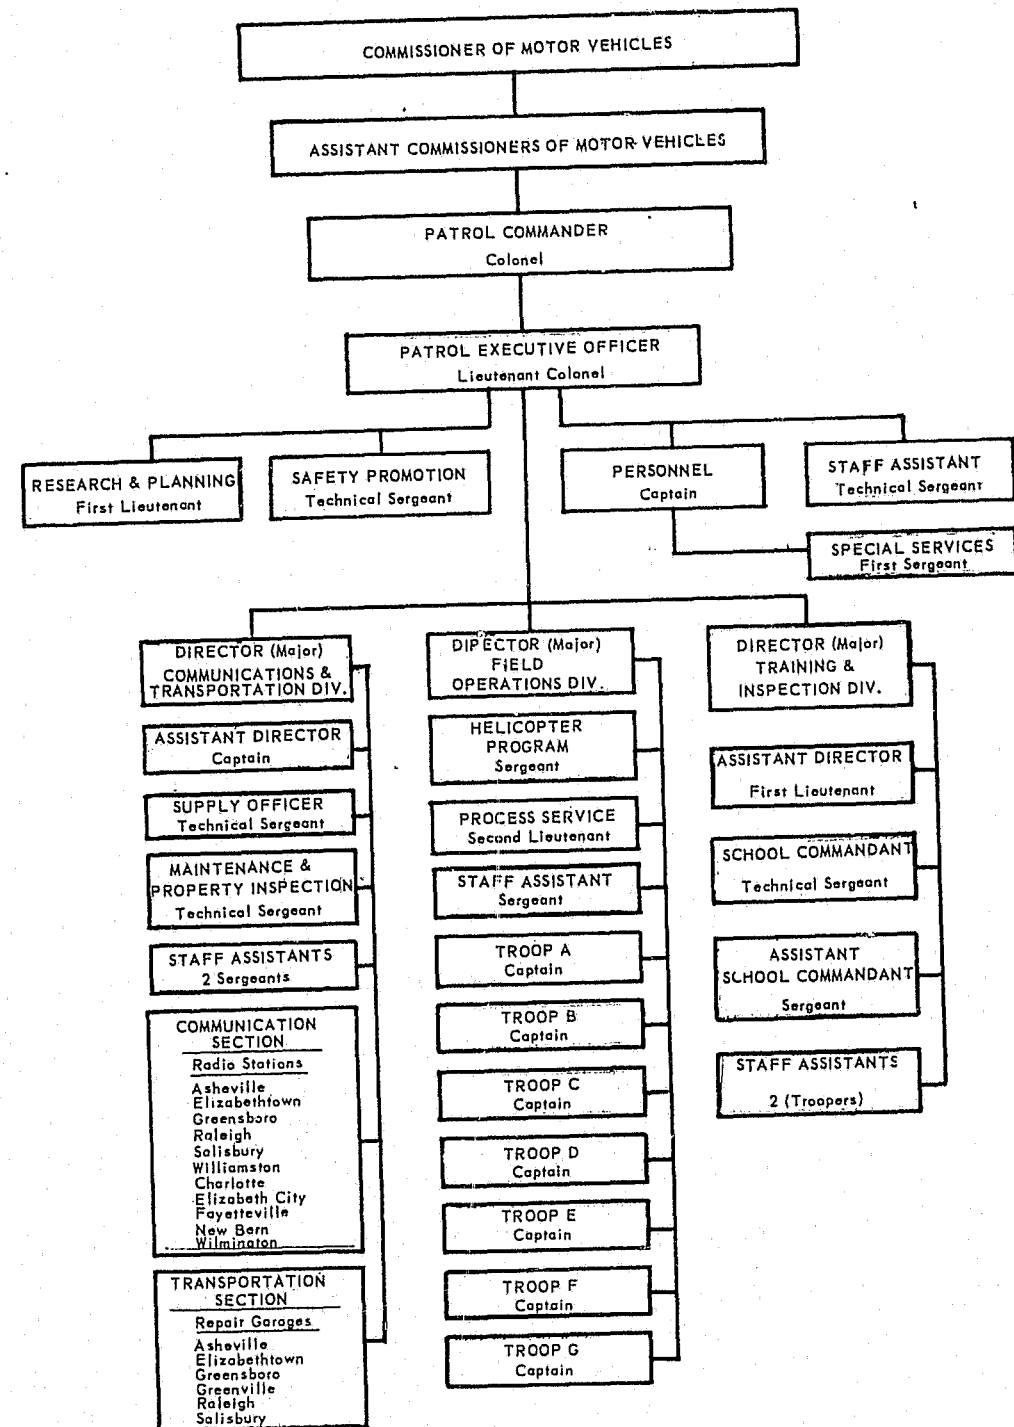 COMMISSIONER OF MOTOR VEHICLES
ASSISTANT COMMISSIONERS OF MOTOR VEHICLES
PATROL COMMANDER
Colonel
PATROL EXECUTIVE OFFICER
Lieutenant Colonel
RESEARCH & PLANNING
First Lieutenant
SAFETY PROMOTION
Technical Sergeant
PERSONNEL
Captain
STAFF ASSISTANT
Technical Sergeant
SPECIAL SERVICES
First Sergeant
DIRECTOR (Major)
COMMUNICATIONS &
TRANSPORTATION DIV.
ASSISTANT DIRECTOR
Captain
SUPPLY OFFICER
Technical Sergeant
MAINTENANCE &
PROPERTY INSPECTION
Technical Sergeant
STAFF ASSISTANTS
2 Sergeants
COMMUNICATION
SECTION
Radio Stations
Asheville
Elizabethtown
Greensboro
Raleigh
Salisbury
Williamston
Charlotte
Elizabeth City
Fayetteville
New Bern
Wilmington
TRANSPORTATION
SECTION
Repair Garages
Asheville
Elizabethtown
Greensboro
Greenville
Raleigh
Salisbury
DIRECTOR (Major)
FIELD
OPERATIONS DIV.
HELICOPTER
PROGRAM
Sergeant
PROCESS SERVICE
Second Lieutenant
STAFF ASSISTANT
Sergeant
TROOP A
Captain
TROOP B
Captain
TROOP C
Captain
TROOP D
Captain
TROOP E
Captain
TROOP F
Captain
TROOP G
Captain
DIRECTOR (Major)
TRAINING &
INSPECTION DIV.
ASSISTANT DIRECTOR
First Lieutenant
SCHOOL COMMANDANT
Technical Sergeant
ASSISTANT
SCHOOL COMMANDANT
Sergeant
STAFF ASSISTANTS
2 (Troopers)